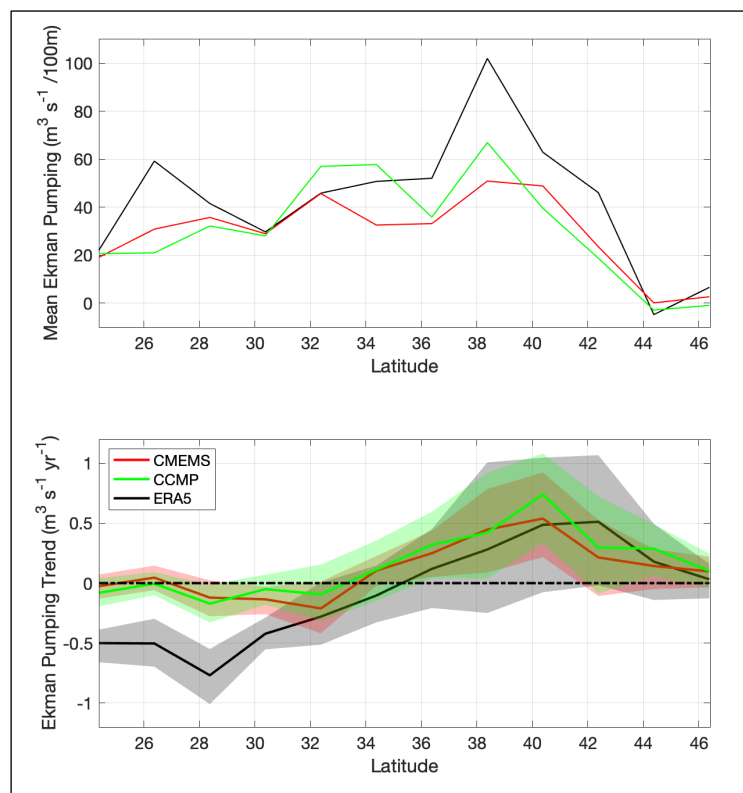 Mean Ekman Pumping (m³ s⁻¹ /100m)
100
80
60
40
20
0
26 28 30 32 34 36 38 40 42 44 46
Latitude
Ekman Pumping Trend (m³ s⁻¹ yr⁻¹)
CMEMS
CCMP
ERA5
1
0.5
0
-0.5
-1
26 28 30 32 34 36 38 40 42 44 46
Latitude